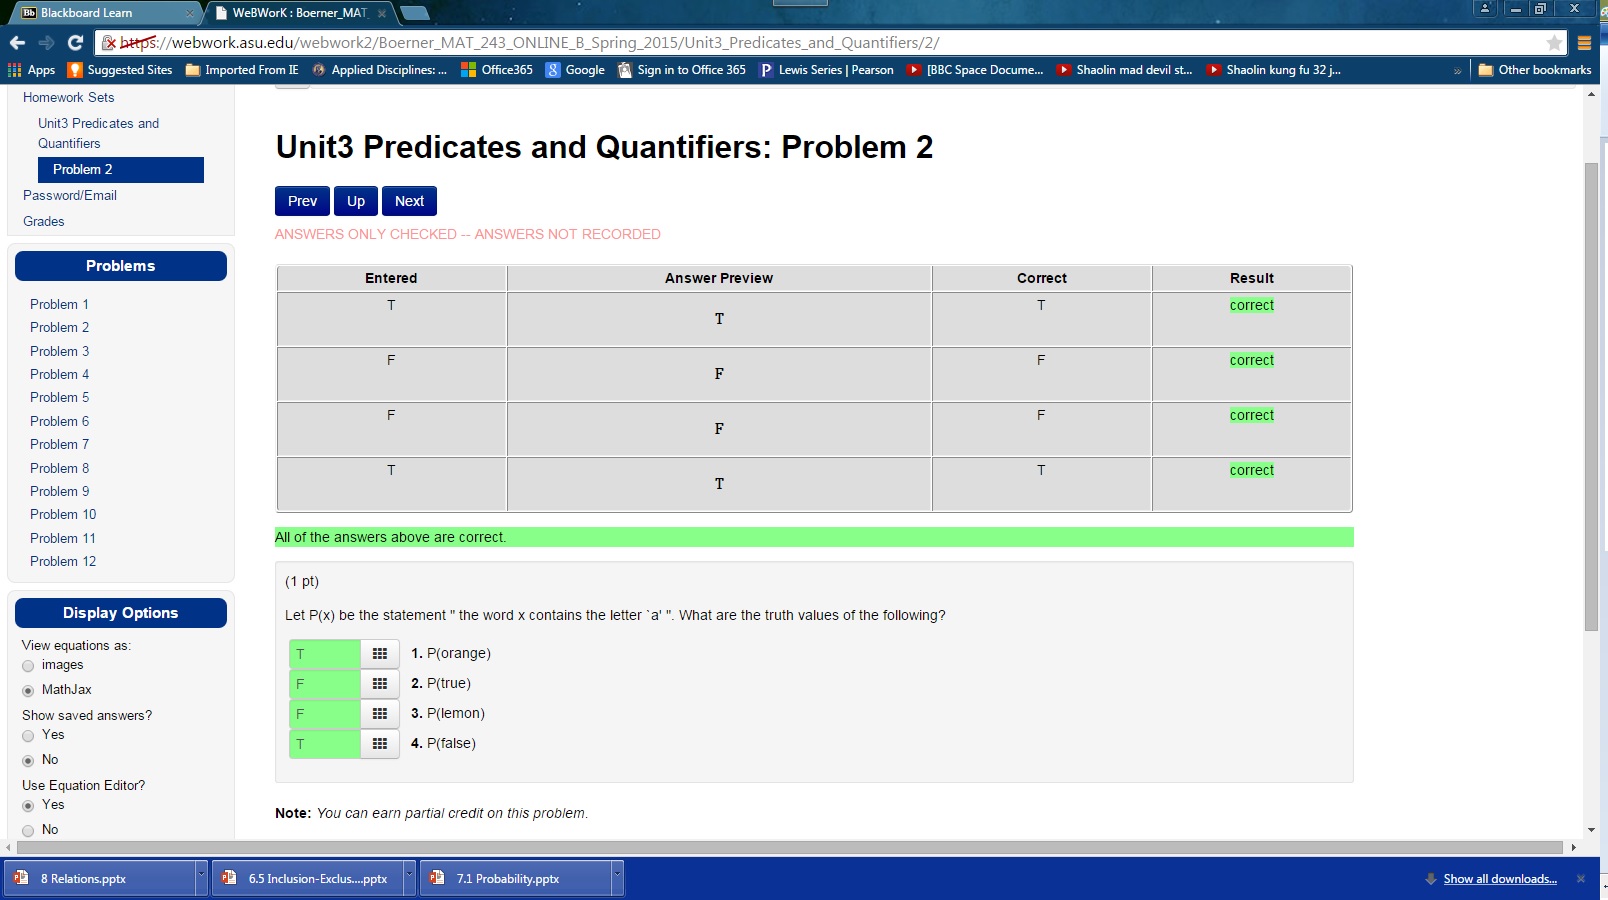 Blackboard Learn
WeBWorK : Boerner_MAT_
https://webwork.asu.edu/webwork2/Boerner_MAT_243_ONLINE_B_Spring_2015/Unit3_Predicates_and_Quantifiers/2/
Apps Suggested Sites Imported From IE Applied Disciplines: ... Office365 Google Sign in to Office 365 Lewis Series | Pearson [BBC Space Docume... Shaolin mad devil st... Shaolin kung fu 32 j... » Other bookmarks
Homework Sets
Unit3 Predicates and
Quantifiers
Problem 2
Password/Email
Grades
Problems
Problem 1
Problem 2
Problem 3
Problem 4
Problem 5
Problem 6
Problem 7
Problem 8
Problem 9
Problem 10
Problem 11
Problem 12
Display Options
View equations as:
images
MathJax
Show saved answers?
Yes
No
Use Equation Editor?
Yes
No
Unit3 Predicates and Quantifiers: Problem 2
Prev Up Next
ANSWERS ONLY CHECKED -- ANSWERS NOT RECORDED
Entered Answer Preview Correct Result
T T T correct
F F F correct
F F F correct
T T T correct
All of the answers above are correct.
(1 pt)
Let P(x) be the statement " the word x contains the letter `a' ". What are the truth values of the following?
T 1. P(orange)
F 2. P(true)
F 3. P(lemon)
T 4. P(false)
Note: You can earn partial credit on this problem.
8 Relations.pptx 6.5 Inclusion-Exclus....pptx 7.1 Probability.pptx Show all downloads...